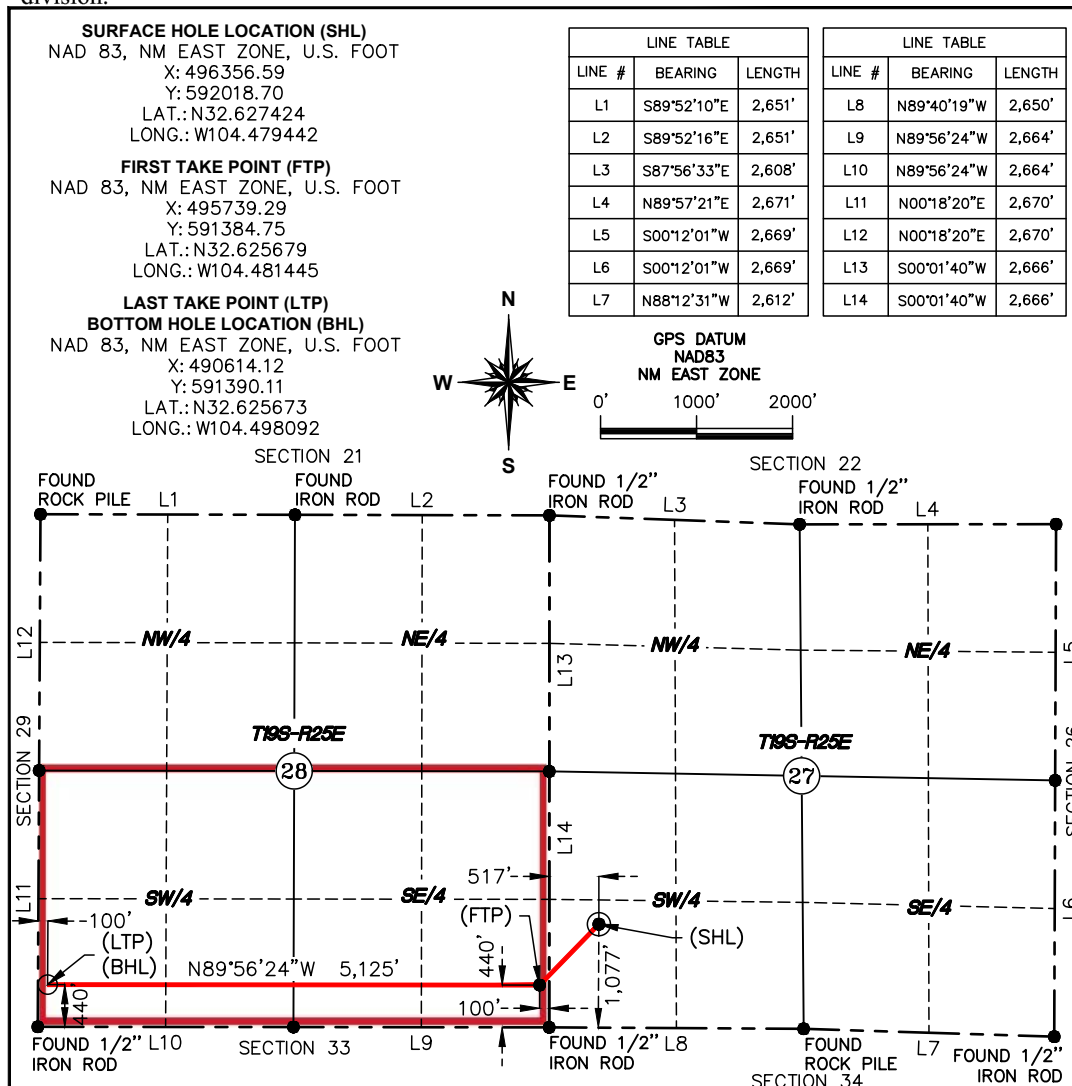 division.
SURFACE HOLE LOCATION (SHL)
NAD 83, NM EAST ZONE, U.S. FOOT
X: 496356.59
Y: 592018.70
LAT.: N32.627424
LONG.: W104.479442
FIRST TAKE POINT (FTP)
NAD 83, NM EAST ZONE, U.S. FOOT
X: 495739.29
Y: 591384.75
LAT.: N32.625679
LONG.: W104.481445
LAST TAKE POINT (LTP)
BOTTOM HOLE LOCATION (BHL)
NAD 83, NM EAST ZONE, U.S. FOOT
X: 490614.12
Y: 591390.11
LAT.: N32.625673
LONG.: W104.498092
LINE TABLE
LINE # BEARING LENGTH
L1 S89°52'10"E 2,651'
L2 S89°52'16"E 2,651'
L3 S87°56'33"E 2,608'
L4 N89°57'21"E 2,671'
L5 S00°12'01"W 2,669'
L6 S00°12'01"W 2,669'
L7 N88°12'31"W 2,612'
LINE TABLE
LINE # BEARING LENGTH
L8 N89°40'19"W 2,650'
L9 N89°56'24"W 2,664'
L10 N89°56'24"W 2,664'
L11 N00°18'20"E 2,670'
L12 N00°18'20"E 2,670'
L13 S00°01'40"W 2,666'
L14 S00°01'40"W 2,666'
N
W E
S
GPS DATUM
NAD83
NM EAST ZONE
0' 1000' 2000'
SECTION 21
SECTION 22
FOUND
ROCK PILE
L1
FOUND
IRON ROD
L2
FOUND 1/2"
IRON ROD
L3
FOUND 1/2"
IRON ROD
L4
L12
NW/4
NE/4
L13
NW/4
NE/4
L5
SECTION 29
T19S-R25E
28
T19S-R25E
27
SECTION 26
L11
SW/4
SE/4
L14
517'
SW/4
SE/4
L6
100'
(LTP)
(BHL)
(FTP)
(SHL)
N89°56'24"W 5,125'
440'
440'
100'
1,077'
FOUND 1/2"
IRON ROD
L10
SECTION 33
L9
FOUND 1/2"
IRON ROD
L8
FOUND
ROCK PILE
L7
SECTION 34
FOUND 1/2"
IRON ROD